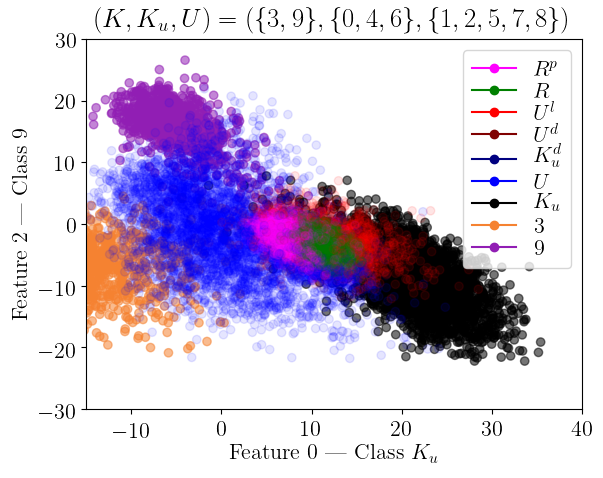 (K, K_u, U) = ({3, 9}, {0, 4, 6}, {1, 2, 5, 7, 8})
30
20
10
0
−10
−20
−30
Feature 2 — Class 9
R^p
R
U^l
U^d
K_u^d
U
K_u
3
9
−10
0
10
20
30
40
Feature 0 — Class K_u